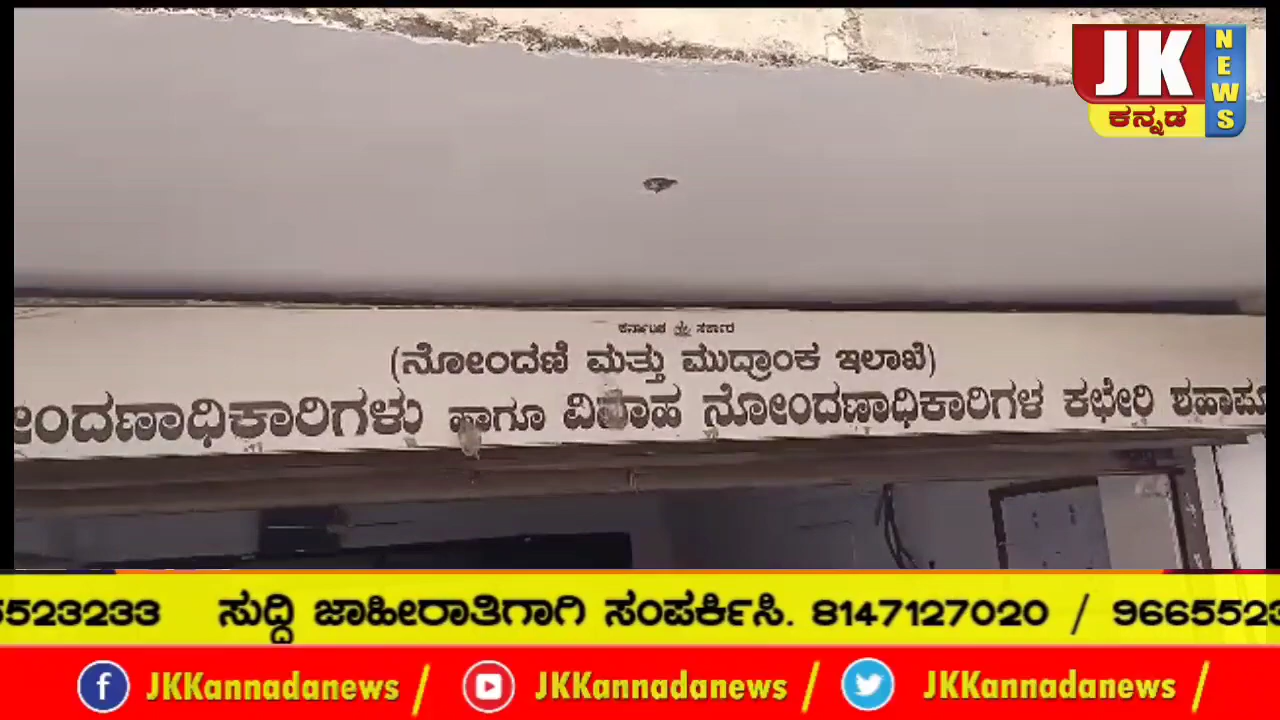 JK
NEWS
ಕನ್ನಡ
ಕರ್ನಾಟಕ ಸರ್ಕಾರ
(ನೋಂದಣಿ ಮತ್ತು ಮುದ್ರಾಂಕ ಇಲಾಖೆ)
ೋಂದಣಾಧಿಕಾರಿಗಳು ಹಾಗೂ ವಿವಾಹ ನೋಂದಣಾಧಿಕಾರಿಗಳ ಕಛೇರಿ ಶಹಾಪೂ
5523233 ಸುದ್ದಿ ಜಾಹೀರಾತಿಗಾಗಿ ಸಂಪರ್ಕಿಸಿ. 8147127020 / 9665523
JKKannadanews / JKKannadanews / JKKannadanews /